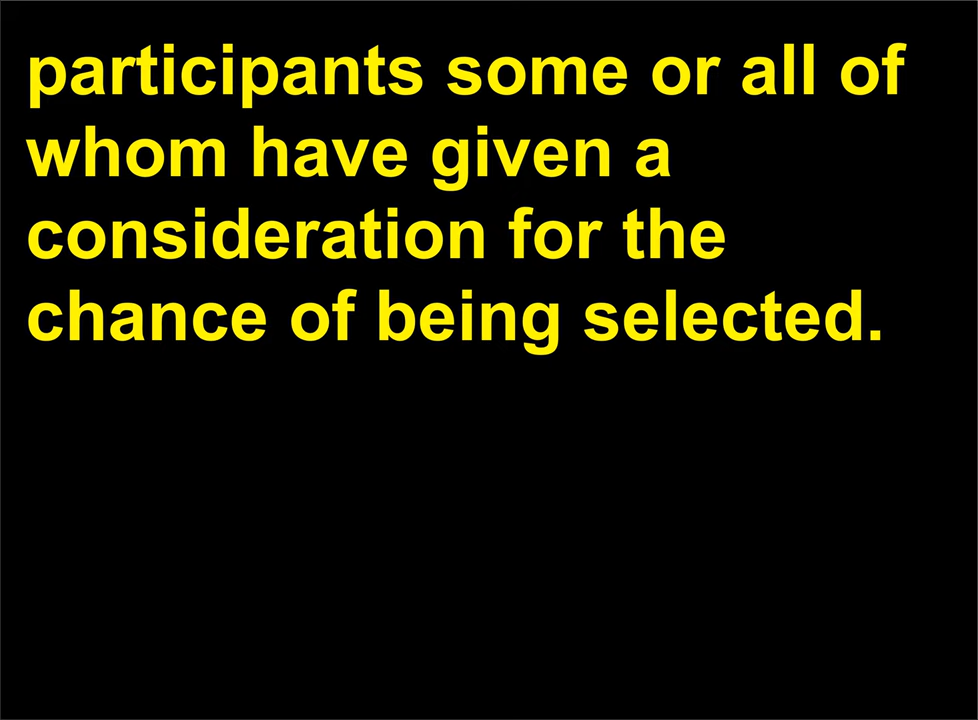 participants some or all of
whom have given a
consideration for the
chance of being selected.